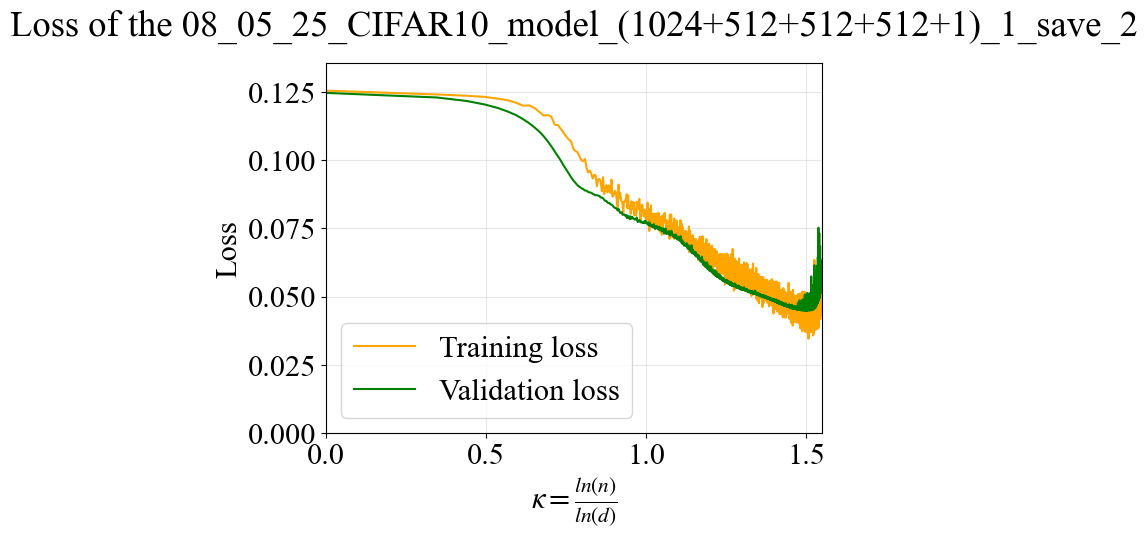 Loss of the 08_05_25_CIFAR10_model_(1024+512+512+512+1)_1_save_2
0.125
0.100
0.075
0.050
0.025
0.000
Loss
Training loss
Validation loss
0.0 0.5 1.0 1.5
κ = ln(n)/ln(d)